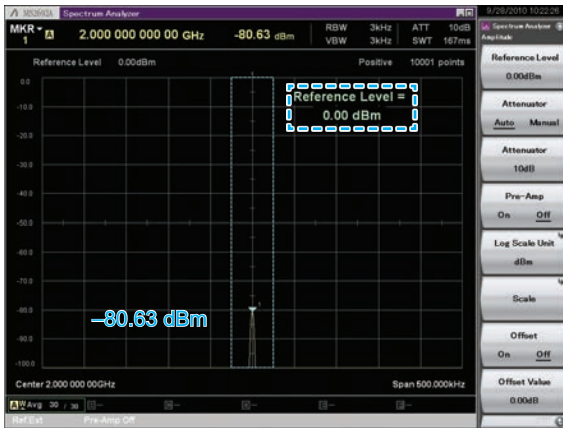 MS2692A Spectrum Analyzer
9/28/2010 10:22:26
MKR 1 A 2.000 000 000 00 GHz -80.63 dBm
RBW 3kHz ATT 10dB
VBW 3kHz SWT 167ms
Reference Level 0.00dBm Positive 10001 points
Reference Level =
0.00 dBm
0.0
-10.0
-20.0
-30.0
-40.0
-50.0
-60.0
-70.0
-80.0
-90.0
-100.0
1
–80.63 dBm
Center 2.000 000 00GHz Span 500.000kHz
A W Avg 30 / 30
Ref.Ext Pre-Amp Off
Spectrum Analyzer
Amplitude
Reference Level
0.00dBm
Attenuator
Auto Manual
Attenuator
10dB
Pre-Amp
On Off
Log Scale Unit
dBm
Scale
Offset
On Off
Offset Value
0.00dB